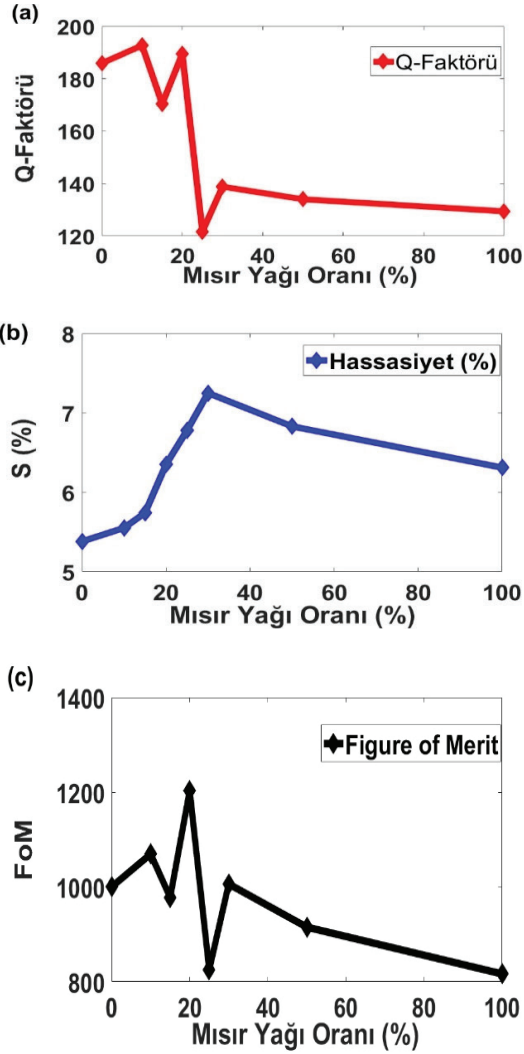 (a)
200
180
160
140
120
Q-Faktörü
Q-Faktörü
0 20 40 60 80 100
Mısır Yağı Oranı (%)
(b)
8
7
6
5
S (%)
Hassasiyet (%)
0 20 40 60 80 100
Mısır Yağı Oranı (%)
(c)
1400
1200
1000
800
FoM
Figure of Merit
0 20 40 60 80 100
Mısır Yağı Oranı (%)